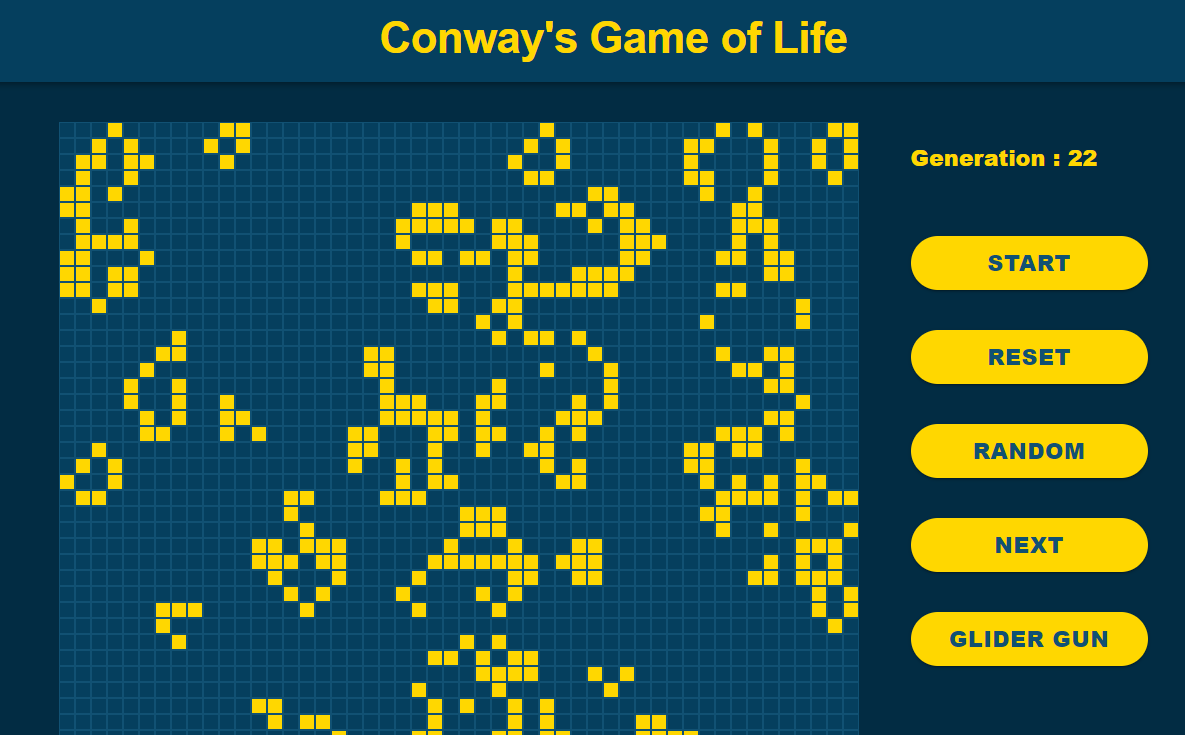 Conway's Game of Life
Generation : 22
START
RESET
RANDOM
NEXT
GLIDER GUN